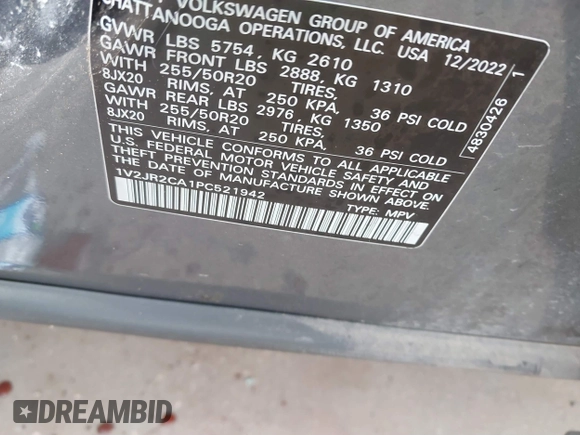 VOLKSWAGEN GROUP OF AMERICA
CHATTANOOGA OPERATIONS, LLC. USA 12/2022
GVWR LBS 5754, KG 2610
GAWR FRONT LBS 2888, KG 1310
WITH 255/50R20 TIRES,
8JX20 RIMS, AT 250 KPA, 36 PSI COLD
GAWR REAR LBS 2976, KG 1350
WITH 255/50R20 TIRES,
8JX20 RIMS, AT 250 KPA, 36 PSI COLD
THIS VEHICLE CONFORMS TO ALL APPLICABLE
U.S. FEDERAL MOTOR VEHICLE SAFETY AND
THEFT PREVENTION STANDARDS IN EFFECT ON
THE DATE OF MANUFACTURE SHOWN ABOVE.
1V2JR2CA1PC521942 TYPE: MPV
4830426 1
DREAMBID